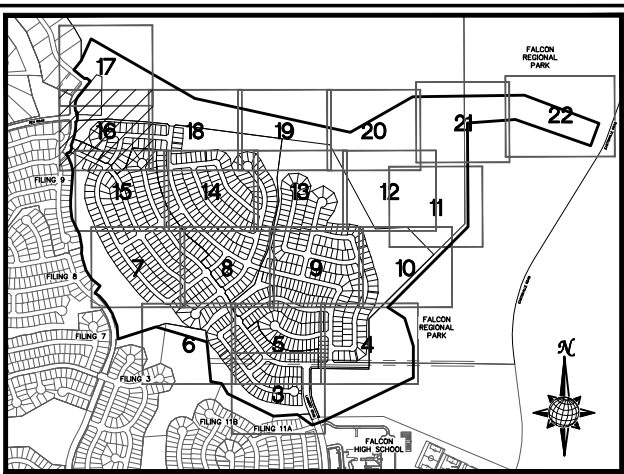 FALCON
REGIONAL
PARK
17
22
21
16
18
19
20
FILING 9
15
14
13
12
11
FILING 8
7
8
9
10
FALCON
REGIONAL
PARK
FILING 7
6
5
4
FILING 3
3
FILING 11B
FILING 11A
FALCON
HIGH SCHOOL
N